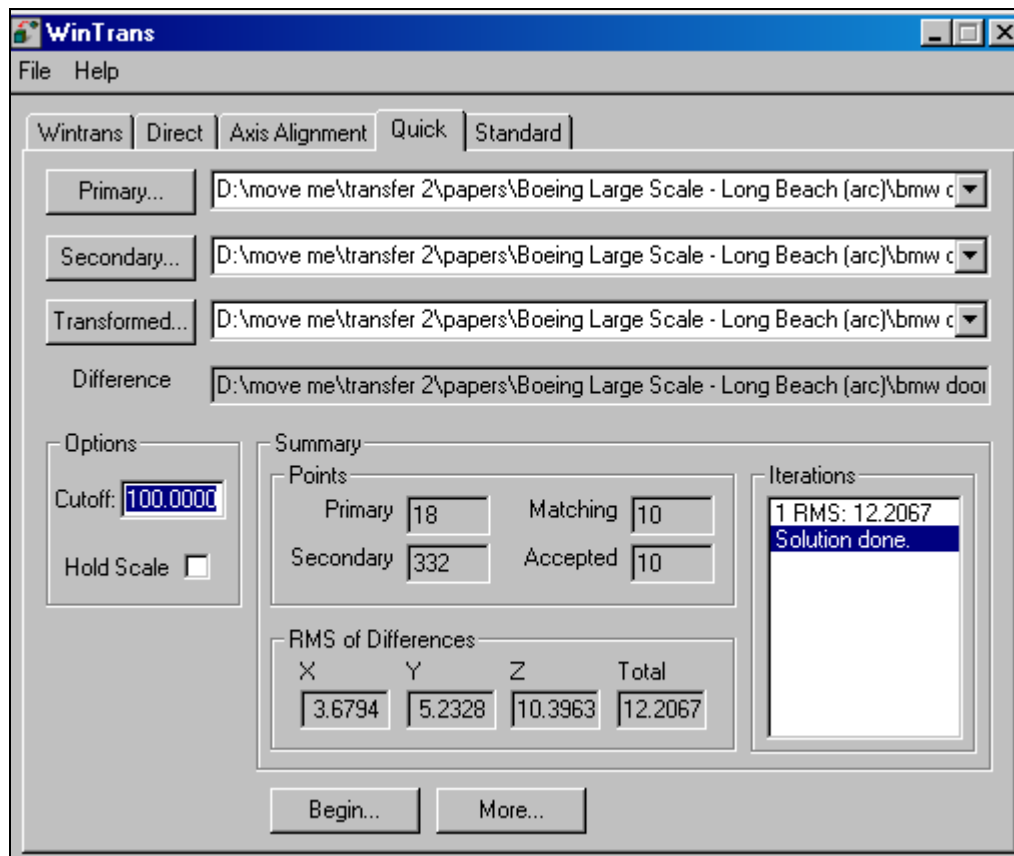 WinTrans
File Help
Wintrans Direct Axis Alignment Quick Standard
Primary... D:\move me\transfer 2\papers\Boeing Large Scale - Long Beach (arc)\bmw
Secondary... D:\move me\transfer 2\papers\Boeing Large Scale - Long Beach (arc)\bmw
Transformed... D:\move me\transfer 2\papers\Boeing Large Scale - Long Beach (arc)\bmw
Difference D:\move me\transfer 2\papers\Boeing Large Scale - Long Beach (arc)\bmw door
Options
Cutoff: 100.0000
Hold Scale
Summary
Points
Primary 18 Matching 10
Secondary 332 Accepted 10
RMS of Differences
X Y Z Total
3.6794 5.2328 10.3963 12.2067
Iterations
1 RMS: 12.2067
Solution done.
Begin... More...